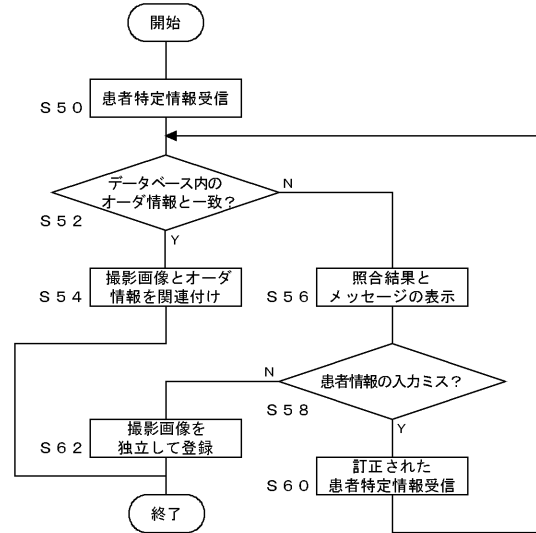 開始
患者特定情報受信
S50
データベース内の
オーダ情報と一致？
N
S52
Y
撮影画像とオーダ
情報を関連付け
S54
照合結果と
メッセージの表示
S56
患者情報の入力ミス？
N
S58
Y
撮影画像を
独立して登録
S62
訂正された
患者特定情報受信
S60
終了